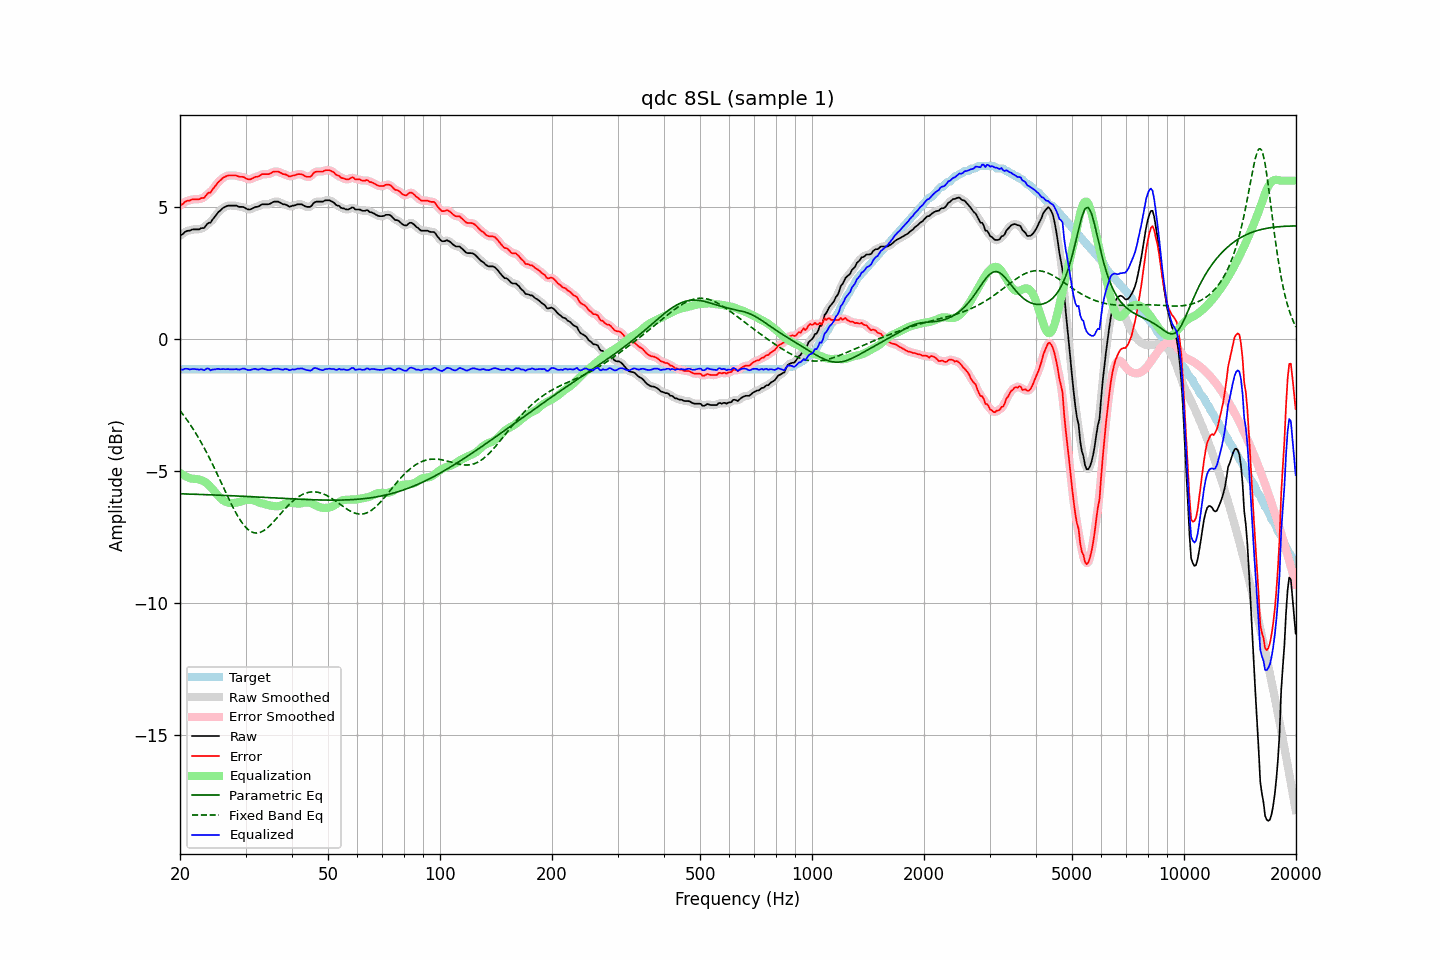 qdc 8SL (sample 1)
Amplitude (dBr)
5
0
−5
−10
−15
Target
Raw Smoothed
Error Smoothed
Raw
Error
Equalization
Parametric Eq
Fixed Band Eq
Equalized
20 50 100 200 500 1000 2000 5000 10000 20000
Frequency (Hz)